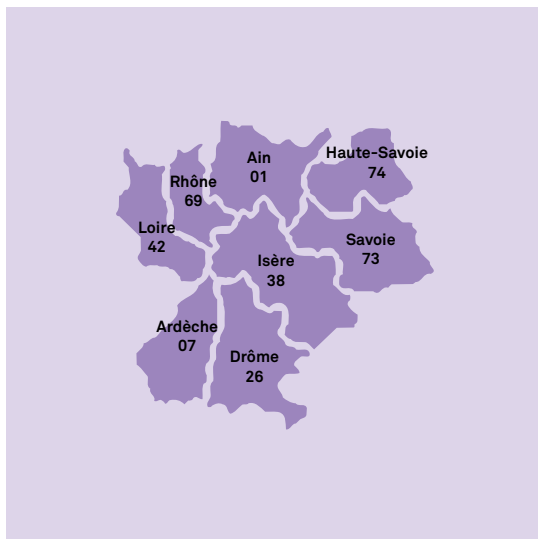 Ain
01
Haute-Savoie
74
Rhône
69
Loire
42
Savoie
73
Isère
38
Ardèche
07
Drôme
26